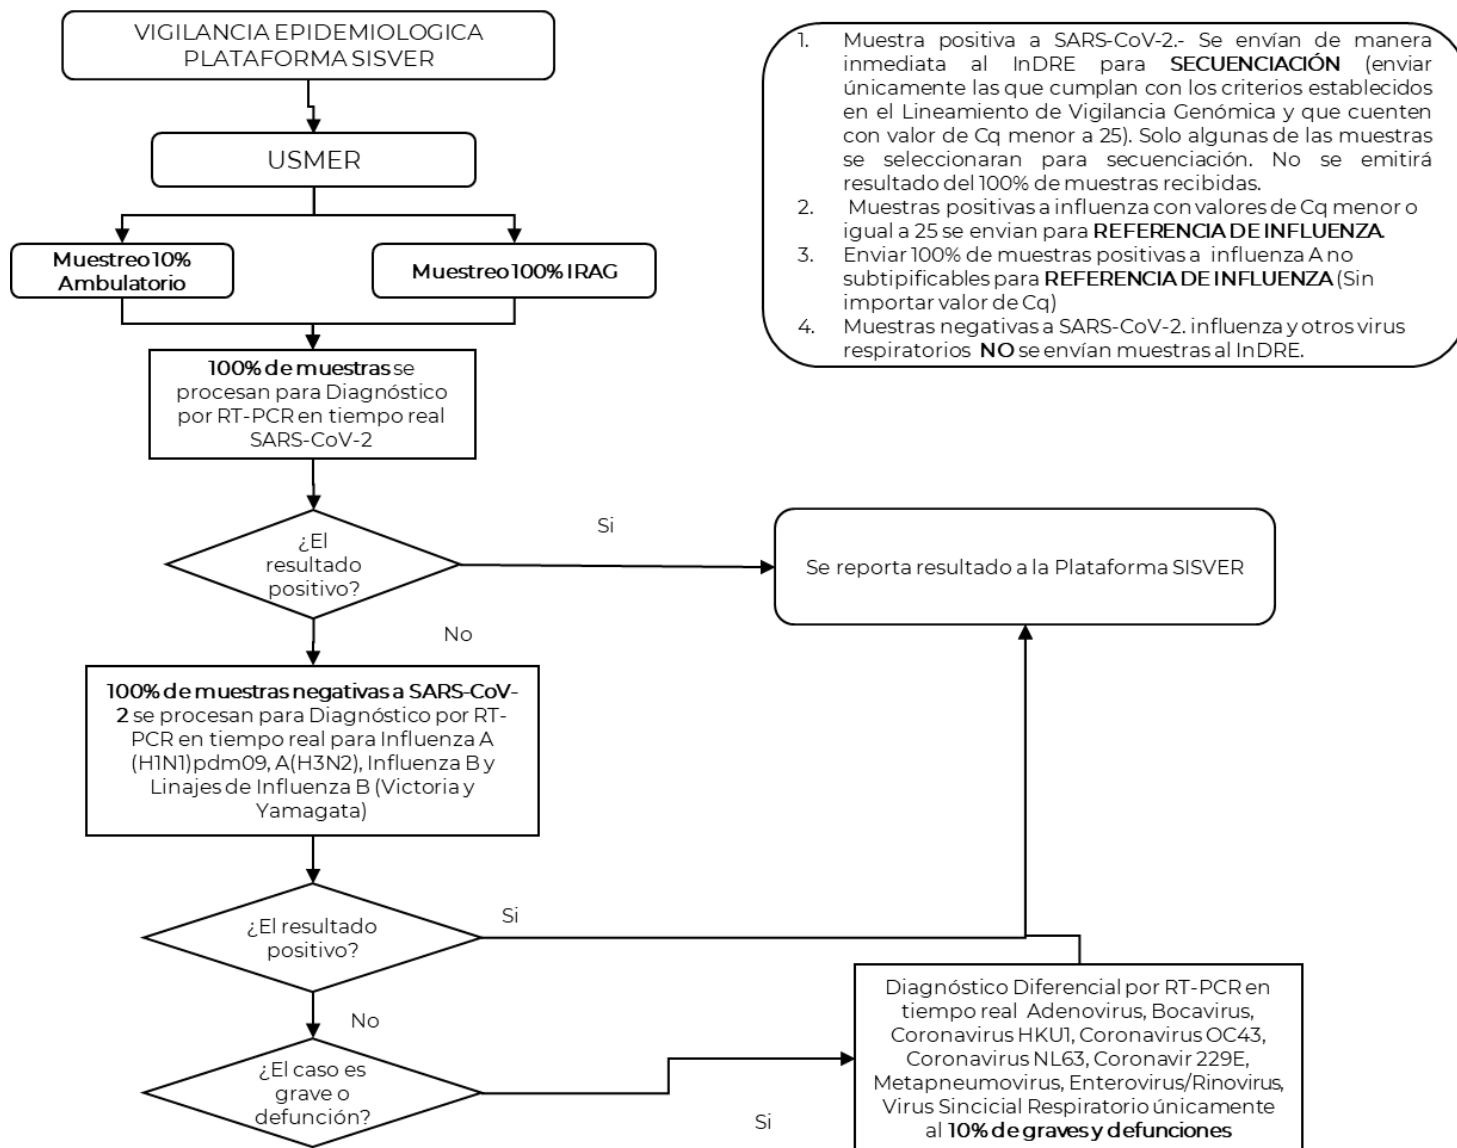 VIGILANCIA EPIDEMIOLOGICA
PLATAFORMA SISVER
USMER
Muestreo 10%
Ambulatorio
Muestreo 100% IRAG
100% de muestras se
procesan para Diagnóstico
por RT-PCR en tiempo real
SARS-CoV-2
1. Muestra positiva a SARS-CoV-2.- Se envían de manera
inmediata al InDRE para SECUENCIACIÓN (enviar
únicamente las que cumplan con los criterios establecidos
en el Lineamiento de Vigilancia Genómica y que cuenten
con valor de Cq menor a 25). Solo algunas de las muestras
se seleccionaran para secuenciación. No se emitirá
resultado del 100% de muestras recibidas.
2. Muestras positivas a influenza con valores de Cq menor o
igual a 25 se envian para REFERENCIA DE INFLUENZA.
3. Enviar 100% de muestras positivas a influenza A no
subtipificables para REFERENCIA DE INFLUENZA (Sin
importar valor de Cq)
4. Muestras negativas a SARS-CoV-2. influenza y otros virus
respiratorios NO se envían muestras al InDRE.
¿El
resultado
positivo?
Si
Se reporta resultado a la Plataforma SISVER
No
100% de muestras negativas a SARS-CoV-
2 se procesan para Diagnóstico por RT-
PCR en tiempo real para Influenza A
(H1N1)pdm09, A(H3N2), Influenza B y
Linajes de Influenza B (Victoria y
Yamagata)
¿El resultado
positivo?
Si
No
¿El caso es
grave o
defunción?
Si
Diagnóstico Diferencial por RT-PCR en
tiempo real Adenovirus, Bocavirus,
Coronavirus HKU1, Coronavirus OC43,
Coronavirus NL63, Coronavir 229E,
Metapneumovirus, Enterovirus/Rinovirus,
Virus Sincicial Respiratorio únicamente
al 10% de graves y defunciones